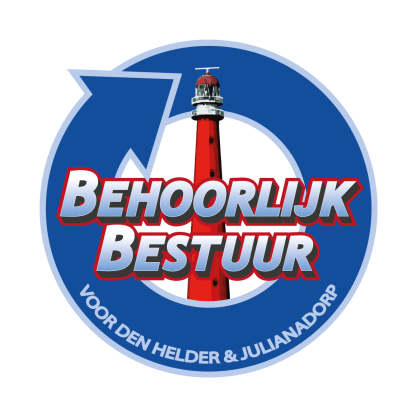 BEHOORLIJK
BESTUUR
VOOR DEN HELDER & JULIANADORP